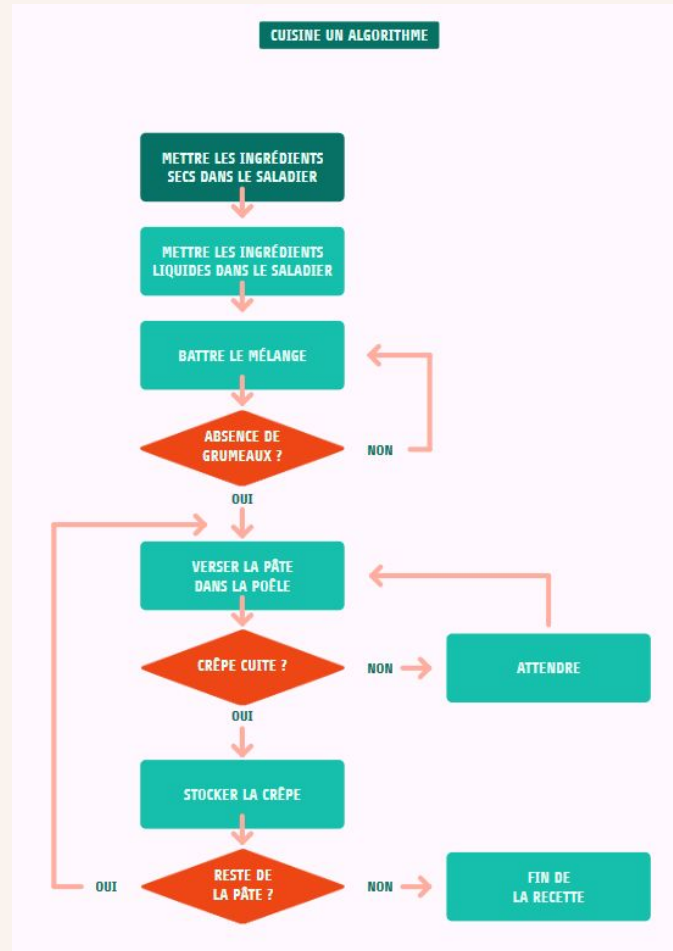 CUISINE UN ALGORITHME
METTRE LES INGRÉDIENTS
SECS DANS LE SALADIER
METTRE LES INGRÉDIENTS
LIQUIDES DANS LE SALADIER
BATTRE LE MÉLANGE
ABSENCE DE
GRUMEAUX ?
NON
OUI
VERSER LA PÂTE
DANS LA POÊLE
CRÊPE CUITE ?
NON
ATTENDRE
OUI
STOCKER LA CRÊPE
RESTE DE
LA PÂTE ?
OUI
NON
FIN DE
LA RECETTE